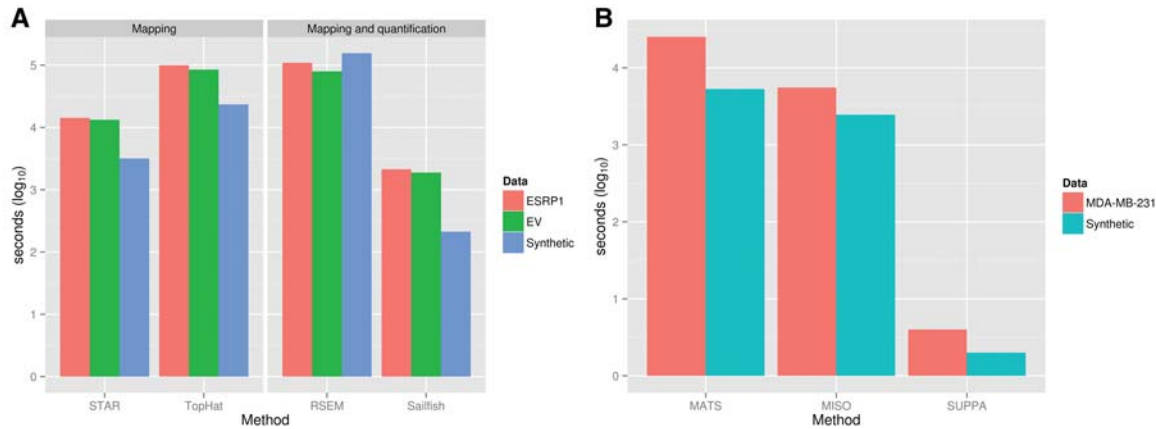 A
Mapping
Mapping and quantification
seconds (log10)
5
4
3
2
1
0
STAR
TopHat
RSEM
Sailfish
Method
Data
ESRP1
EV
Synthetic
B
seconds (log10)
4
3
2
1
0
MATS
MISO
SUPPA
Method
Data
MDA-MB-231
Synthetic